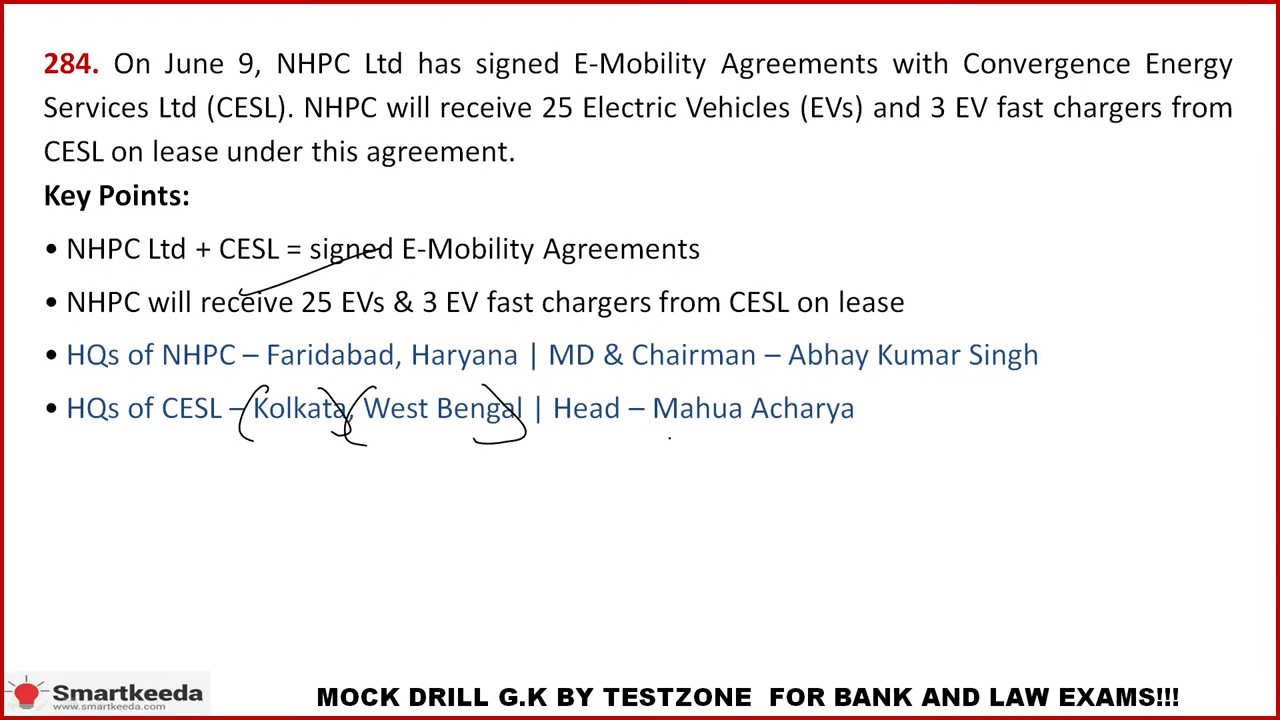 284. On June 9, NHPC Ltd has signed E-Mobility Agreements with Convergence Energy
Services Ltd (CESL). NHPC will receive 25 Electric Vehicles (EVs) and 3 EV fast chargers from
CESL on lease under this agreement.
Key Points:
• NHPC Ltd + CESL = signed E-Mobility Agreements
• NHPC will receive 25 EVs & 3 EV fast chargers from CESL on lease
• HQs of NHPC – Faridabad, Haryana | MD & Chairman – Abhay Kumar Singh
• HQs of CESL – Kolkata, West Bengal | Head – Mahua Acharya
Smartkeeda
www.smartkeeda.com
MOCK DRILL G.K BY TESTZONE FOR BANK AND LAW EXAMS!!!